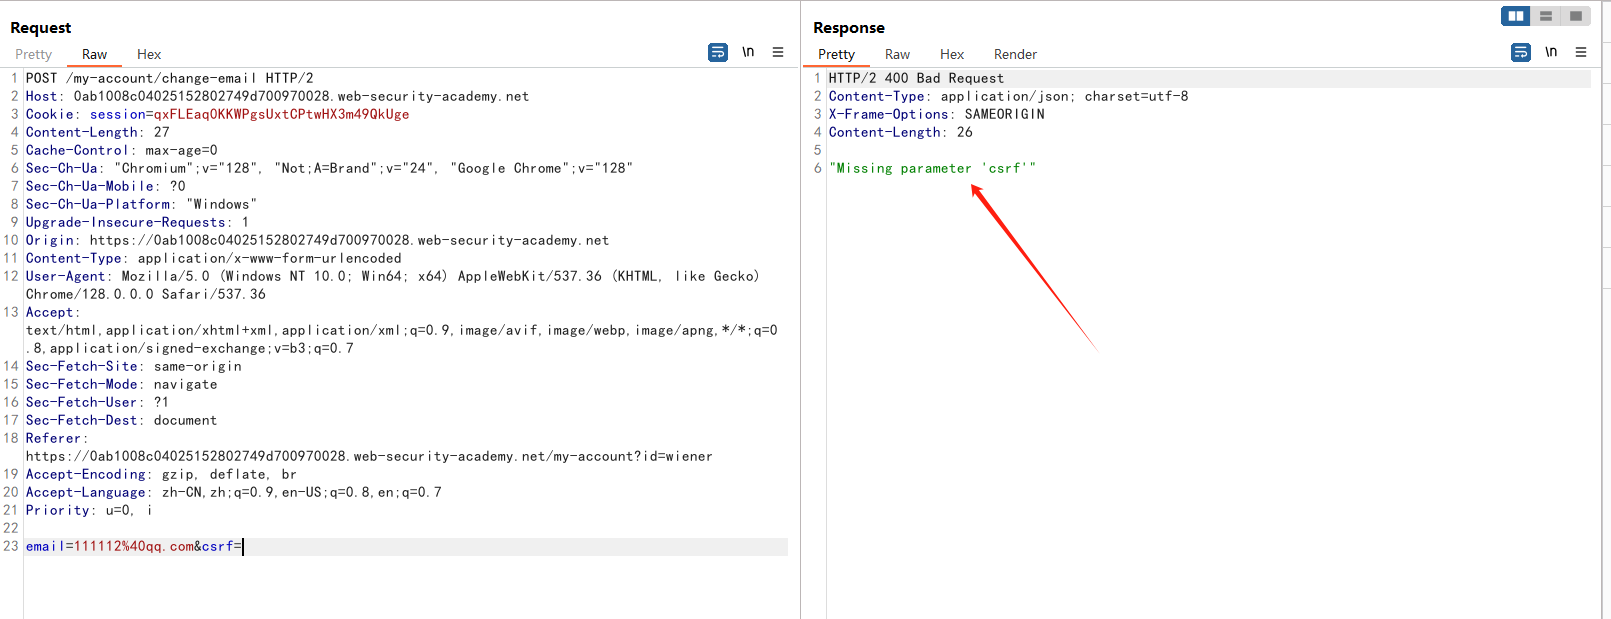 Request
Pretty Raw Hex
\n
1 POST /my-account/change-email HTTP/2
2 Host: 0ab1008c04025152802749d700970028.web-security-academy.net
3 Cookie: session=qxFLEaqOKKWPgsUxtCPtwHX3m49QkUge
4 Content-Length: 27
5 Cache-Control: max-age=0
6 Sec-Ch-Ua: "Chromium";v="128", "Not;A=Brand";v="24", "Google Chrome";v="128"
7 Sec-Ch-Ua-Mobile: ?0
8 Sec-Ch-Ua-Platform: "Windows"
9 Upgrade-Insecure-Requests: 1
10 Origin: https://0ab1008c04025152802749d700970028.web-security-academy.net
11 Content-Type: application/x-www-form-urlencoded
12 User-Agent: Mozilla/5.0 (Windows NT 10.0; Win64; x64) AppleWebKit/537.36 (KHTML, like Gecko)
Chrome/128.0.0.0 Safari/537.36
13 Accept:
text/html,application/xhtml+xml,application/xml;q=0.9,image/avif,image/webp,image/apng,*/*;q=0
.8,application/signed-exchange;v=b3;q=0.7
14 Sec-Fetch-Site: same-origin
15 Sec-Fetch-Mode: navigate
16 Sec-Fetch-User: ?1
17 Sec-Fetch-Dest: document
18 Referer:
https://0ab1008c04025152802749d700970028.web-security-academy.net/my-account?id=wiener
19 Accept-Encoding: gzip, deflate, br
20 Accept-Language: zh-CN,zh;q=0.9,en-US;q=0.8,en;q=0.7
21 Priority: u=0, i
22
23 email=111112%40qq.com&csrf=
Response
Pretty Raw Hex Render
\n
1 HTTP/2 400 Bad Request
2 Content-Type: application/json; charset=utf-8
3 X-Frame-Options: SAMEORIGIN
4 Content-Length: 26
5
6 "Missing parameter 'csrf'"